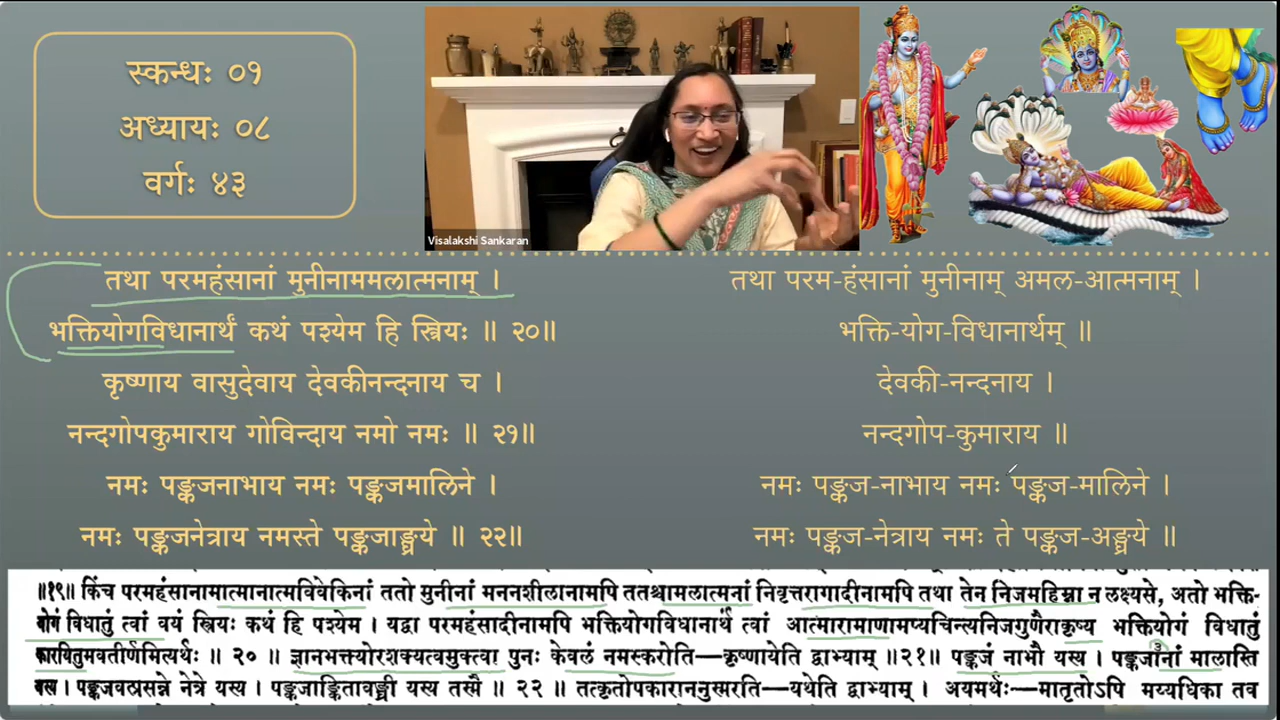 स्कन्धः ०१
अध्यायः ०८
वर्गः ४३
Visalakshi Sankaran
तथा परमहंसानां मुनीनाममलात्मनाम् ।
भक्तियोगविधानार्थं कथं पश्येम हि स्त्रियः ॥ २०॥
कृष्णाय वासुदेवाय देवकीनन्दनाय च ।
नन्दगोपकुमाराय गोविन्दाय नमो नमः ॥ २१॥
नमः पङ्कजनाभाय नमः पङ्कजमालिने ।
नमः पङ्कजनेत्राय नमस्ते पङ्कजाङ्घ्रये ॥ २२॥
तथा परम-हंसानां मुनीनाम् अमल-आत्मनाम् ।
भक्ति-योग-विधानार्थम् ॥
देवकी-नन्दनाय ।
नन्दगोप-कुमाराय ॥
नमः पङ्कज-नाभाय नमः पङ्कज-मालिने ।
नमः पङ्कज-नेत्राय नमः ते पङ्कज-अङ्घ्रये ॥
॥१९॥ किंच परमहंसानामात्मानात्मविवेकिनां ततो मुनीनां मननशीलानामपि ततश्चामलात्मनां निवृत्तरागादीनामपि तथा तेन निजमहिम्ना न लक्ष्यसे, अतो भक्ति-
योगं विधातुं त्वां वयं स्त्रियः कथं हि पश्येम । यद्वा परमहंसादीनामपि भक्तियोगविधानार्थं त्वां आत्मारामाणामप्यचिन्त्यनिजगुणैराकृष्य भक्तियोगं विधातुं
कारयितुमवतीर्णमित्यर्थः ॥ २० ॥ ज्ञानभक्त्योरशक्यत्वमुक्त्वा पुनः केवलं नमस्करोति—कृष्णायेति द्वाभ्याम् ॥२१॥ पङ्कजं नाभौ यस्य । पङ्कजानां मालास्ति
यस्य । पङ्कजवत्प्रसन्ने नेत्रे यस्य । पङ्कजाङ्कितावङ्घ्री यस्य तस्मै ॥ २२ ॥ तत्कृतोपकाराननुस्मरति—यथेति द्वाभ्याम् । अयमर्थः—मातृतोऽपि मय्यधिका तव